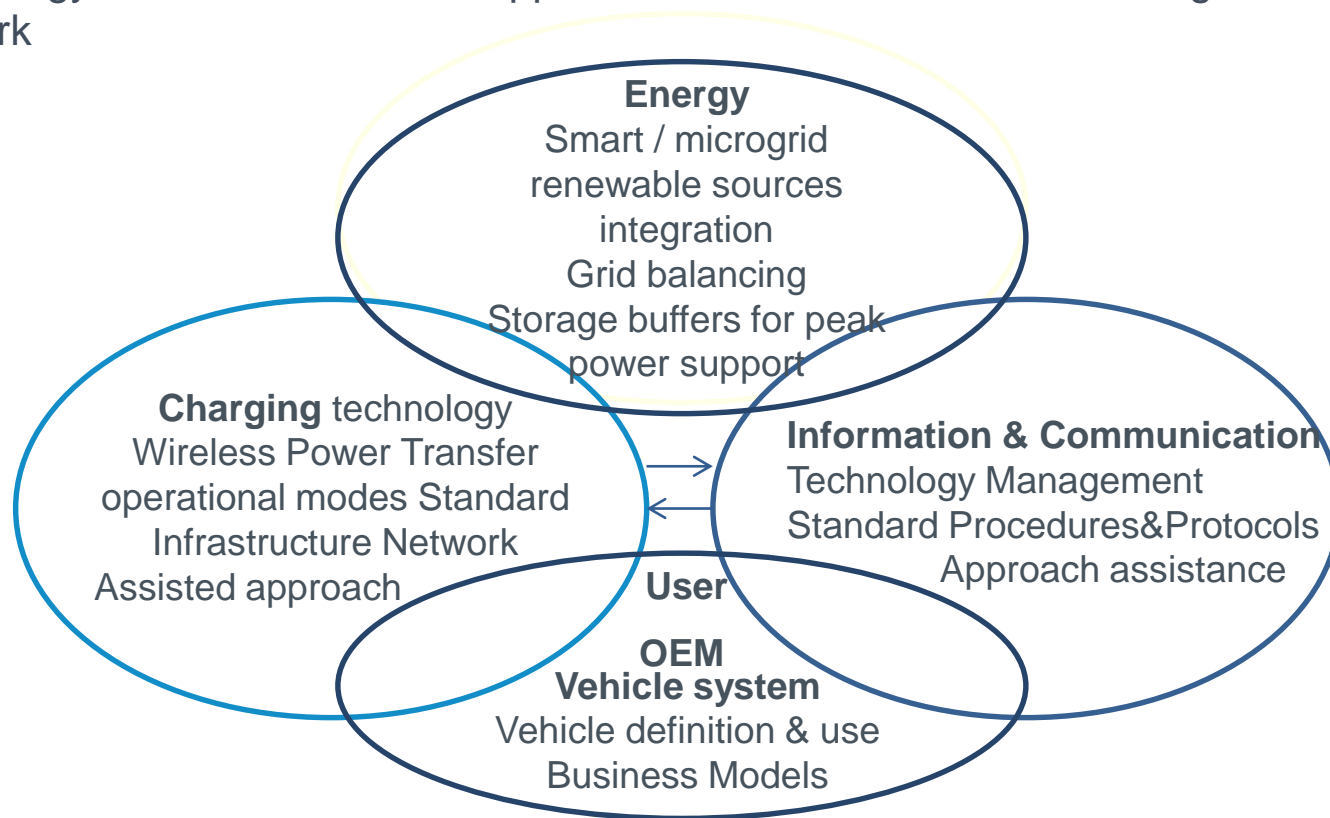 rk
Energy
Smart / microgrid
renewable sources
integration
Grid balancing
Storage buffers for peak
power support
Charging technology
Wireless Power Transfer
operational modes Standard
Infrastructure Network
Assisted approach
Information & Communication
Technology Management
Standard Procedures&Protocols
Approach assistance
User
OEM
Vehicle system
Vehicle definition & use
Business Models